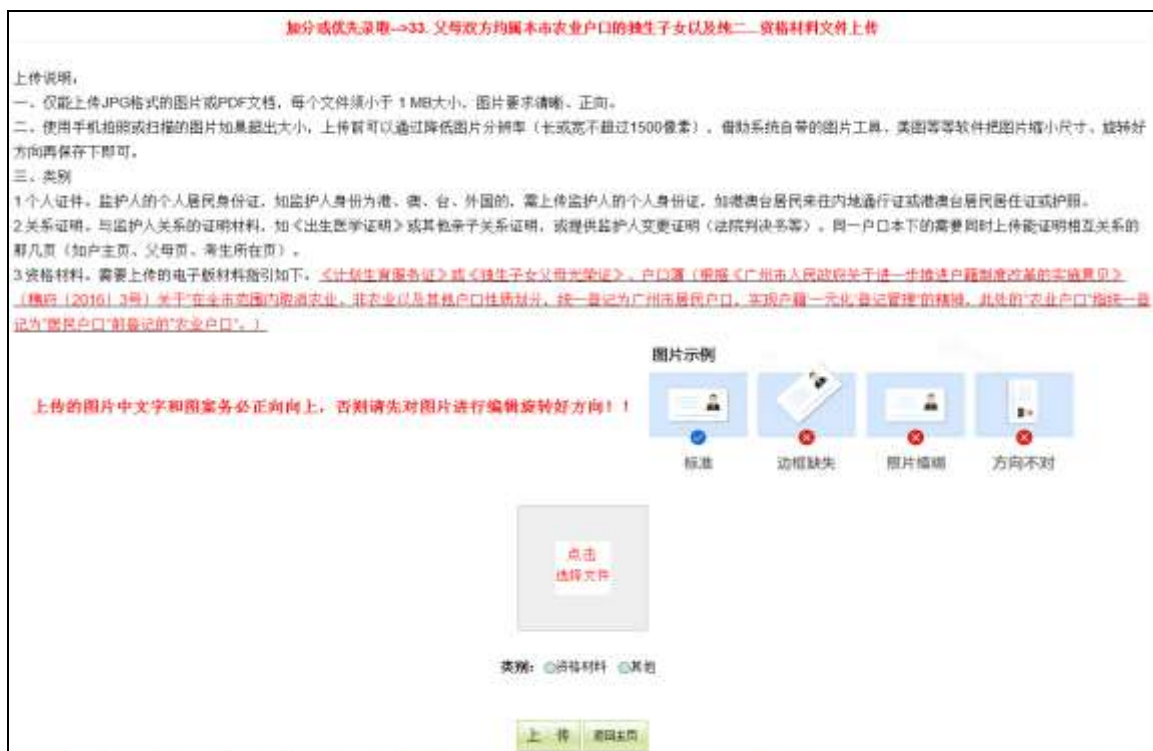 加分或优先录取-->33. 父母双方均属本市农业户口的独生子女以及纯二...资格材料文件上传
上传说明：
一、仅能上传JPG格式的图片或PDF文档，每个文件须小于 1 MB大小、图片要求清晰、正向。
二、使用手机拍照或扫描的图片如果超出大小，上传前可以通过降低图片分辨率（长或宽不超过1500像素）、借助系统自带的图片工具、美图等等软件把图片缩小尺寸、旋转好
方向再保存下即可。
三、类别
1个人证件。监护人的个人居民身份证，如监护人身份为港、澳、台、外国的，需上传监护人的个人身份证，如港澳台居民来往内地通行证或港澳台居民居住证或护照。
2.关系证明。与监护人关系的证明材料，如《出生医学证明》或其他亲子关系证明，或提供监护人变更证明（法院判决务等）。同一户口本下的需要同时上传能证明相互关系的
那几页（如户主页、父母页、考生所在页）。
3.资格材料。需要上传的电子版材料指引如下。《计划生育服务证》或《独生子女父母光荣证》、户口簿（根据《广州市人民政府关于进一步推进户籍制度改革的实施意见》
（穗府〔2016〕3号）关于“在全市范围内取消农业、非农业以及其他户口性质划分，统一登记为广州市居民户口，实现户籍一元化 登记管理”的精神，此处的“农业户口”指统一登
记为“居民户口”前登记的“农业户口”。）
图片示例
上传的图片中文字和图案务必正向向上，否则请先对图片进行编辑旋转好方向！！
标准 边框缺失 照片模糊 方向不对
点击
选择文件
类别： 资格材料 其他
上 传 返回主页